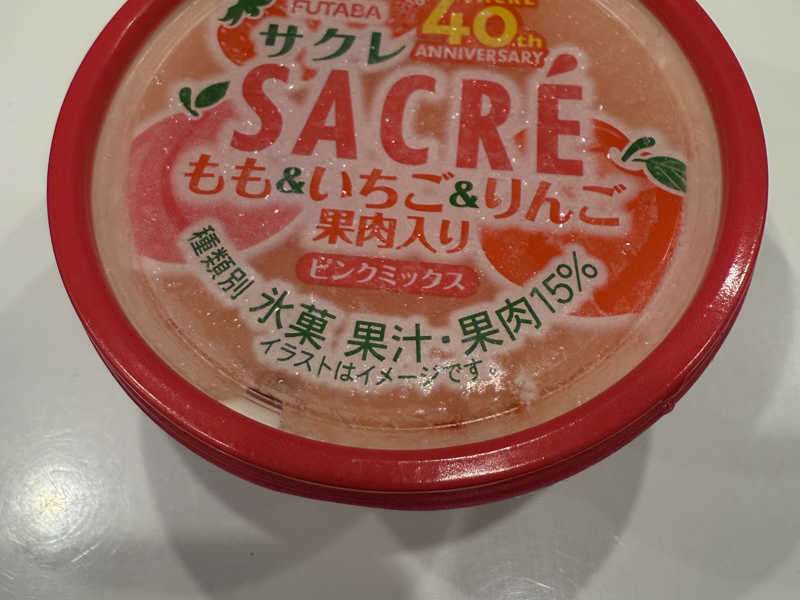 FUTABA
40th
ANNIVERSARY
サクレ
SACRÉ
もも&いちご&りんご
果肉入り
ピンクミックス
種類別 氷菓 果汁・果肉15%
イラストはイメージです。